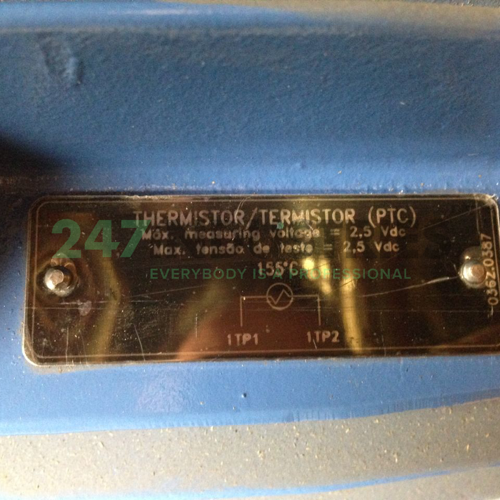 THERMISTOR/TERMISTOR (PTC)
Máx. measuring voltage = 2,5 Vdc
Max. tensão de teste = 2,5 Vdc
155°C
1TP1 1TP2
247
EVERYBODY IS A PROFESSIONAL